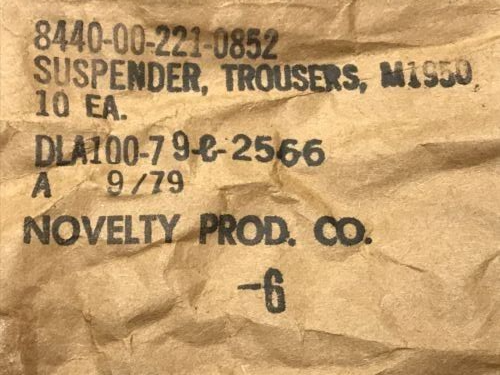 8440-00-221-0852
SUSPENDER, TROUSERS, M1950
10 EA.
DLA100-79-C-2566
A 9/79
NOVELTY PROD. CO.
-6